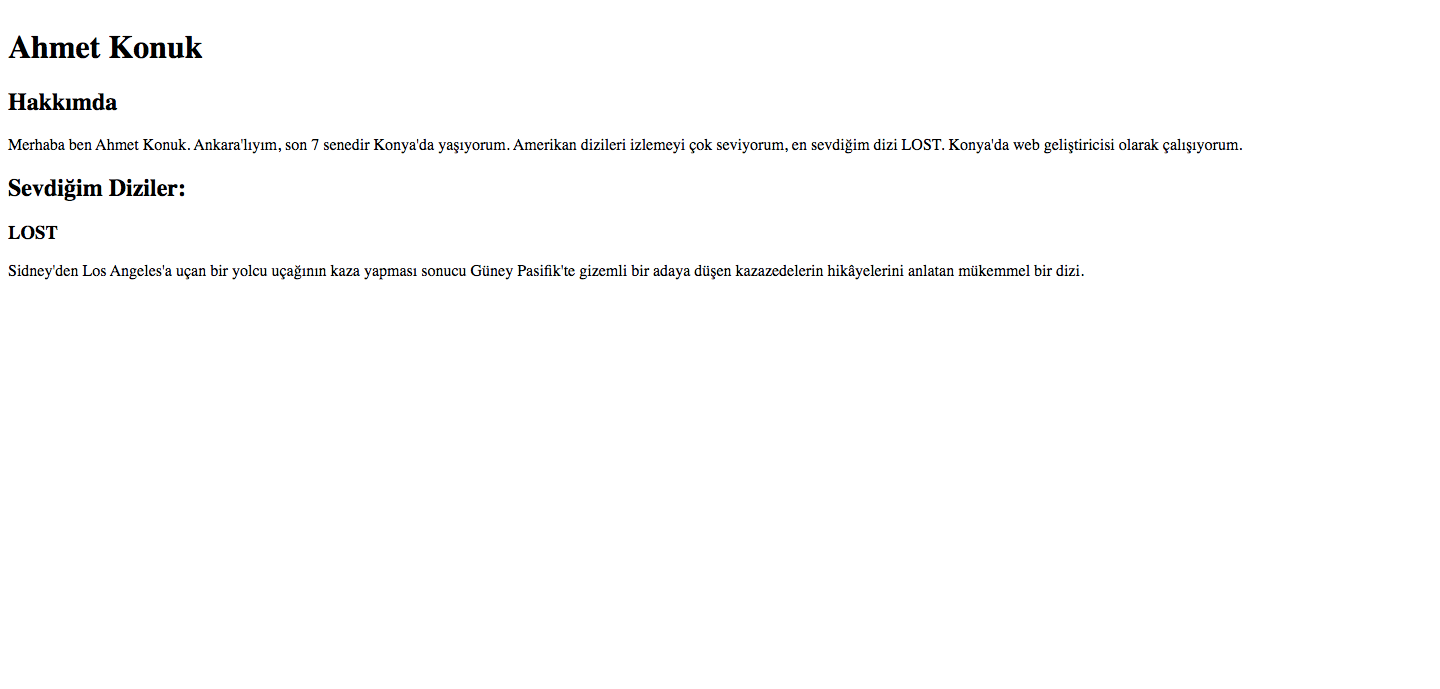 Ahmet Konuk
Hakkımda
Merhaba ben Ahmet Konuk. Ankara'lıyım, son 7 senedir Konya'da yaşıyorum. Amerikan dizileri izlemeyi çok seviyorum, en sevdiğim dizi LOST. Konya'da web geliştiricisi olarak çalışıyorum.
Sevdiğim Diziler:
LOST
Sidney'den Los Angeles'a uçan bir yolcu uçağının kaza yapması sonucu Güney Pasifik'te gizemli bir adaya düşen kazazedelerin hikâyelerini anlatan mükemmel bir dizi.